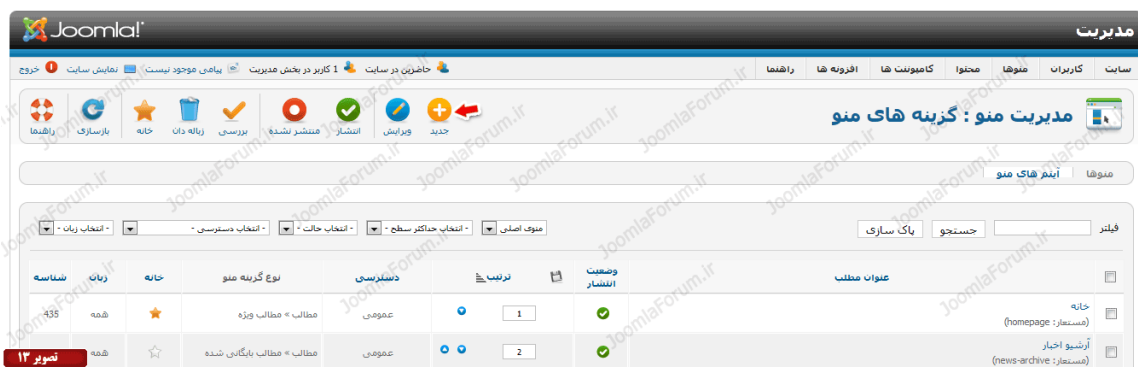 Joomla!
مدیریت
سایت کاربران منوها محتوا کامپوننت ها افزونه ها راهنما حاضرین در سایت 1 کاربر در بخش مدیریت پیامی موجود نیست نمایش سایت خروج
مدیریت منو : گزینه های منو
جدید ویرایش انتشار منتشر نشده بررسی زباله دان خانه بازسازی راهنما
منوها آیتم های منو
فیلتر جستجو پاک سازی منوی اصلی - انتخاب حداکثر سطح - - انتخاب حالت - - انتخاب دسترسی - - انتخاب زبان -
عنوان مطلب وضعیت انتشار ترتیب دسترسی نوع گزینه منو خانه زبان شناسه
خانه 1 عمومی مطالب » مطالب ویژه همه 435
(مستعار: homepage)
آرشیو اخبار 2 عمومی مطالب » مطالب بایگانی شده همه
(مستعار: news-archive)
تصویر ۱۳
JoomlaForum.ir